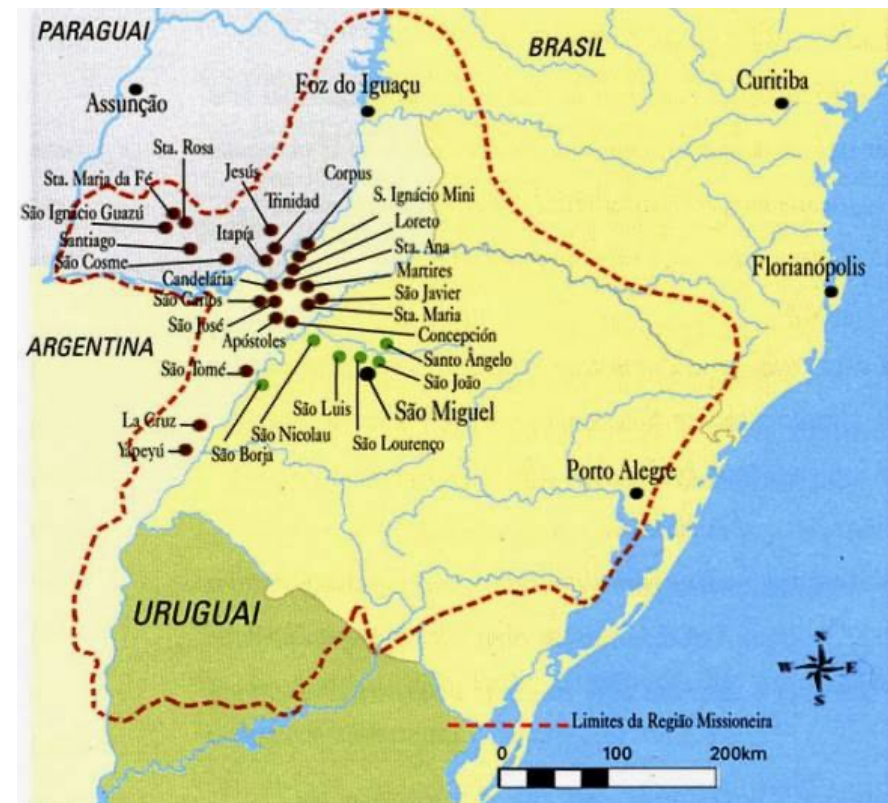 PARAGUAI
BRASIL
Assunção
Foz do Iguaçu
Curitiba
Sta. Rosa
Sta. Maria da Fé
Jesús
Corpus
São Ignácio Guazú
Trinidad
S. Ignácio Mini
Itapía
Loreto
Santiago
Sta. Ana
São Cosme
Florianópolis
Candelária
Martires
São Carlos
São Javier
São José
Sta. Maria
Apóstoles
Concepción
ARGENTINA
Santo Ângelo
São Tomé
São João
São Luis
São Miguel
La Cruz
São Nicolau
São Lourenço
Yapeyú
São Borja
Porto Alegre
URUGUAI
N
W E
S
S
Limites da Região Missioneira
0 100 200km